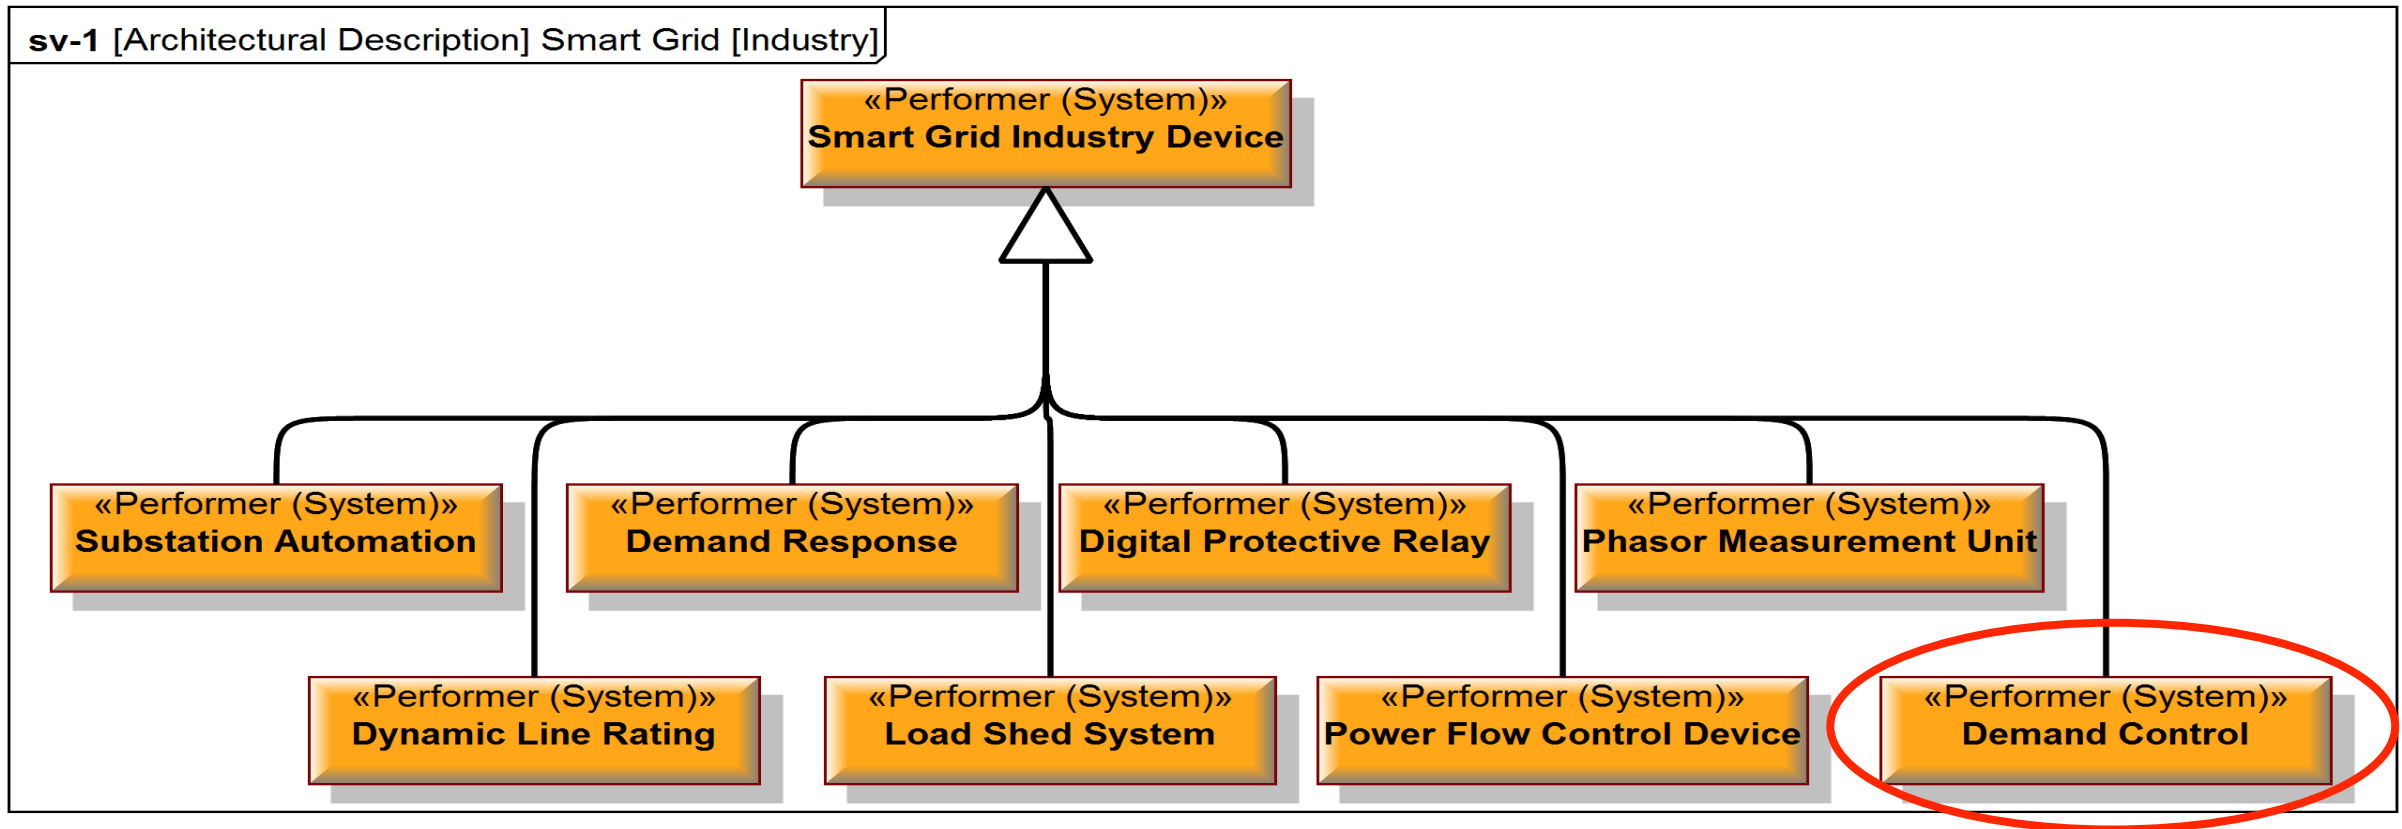 sv-1 [Architectural Description] Smart Grid [Industry]
«Performer (System)»
Smart Grid Industry Device
«Performer (System)»
Substation Automation
«Performer (System)»
Demand Response
«Performer (System)»
Digital Protective Relay
«Performer (System)»
Phasor Measurement Unit
«Performer (System)»
Dynamic Line Rating
«Performer (System)»
Load Shed System
«Performer (System)»
Power Flow Control Device
«Performer (System)»
Demand Control